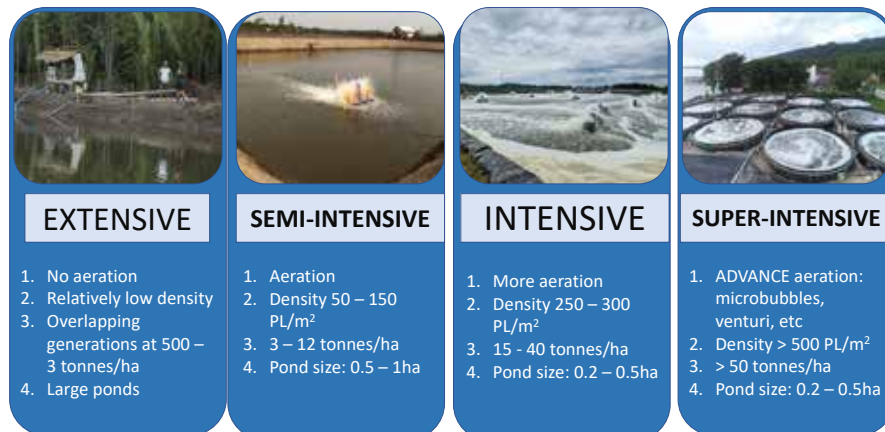 EXTENSIVE
1. No aeration
2. Relatively low density
3. Overlapping
generations at 500 –
3 tonnes/ha
4. Large ponds
SEMI-INTENSIVE
1. Aeration
2. Density 50 – 150
PL/m²
3. 3 – 12 tonnes/ha
4. Pond size: 0.5 – 1ha
INTENSIVE
1. More aeration
2. Density 250 – 300
PL/m²
3. 15 - 40 tonnes/ha
4. Pond size: 0.2 – 0.5ha
SUPER-INTENSIVE
1. ADVANCE aeration:
microbubbles,
venturi, etc
2. Density > 500 PL/m²
3. > 50 tonnes/ha
4. Pond size: 0.2 – 0.5ha